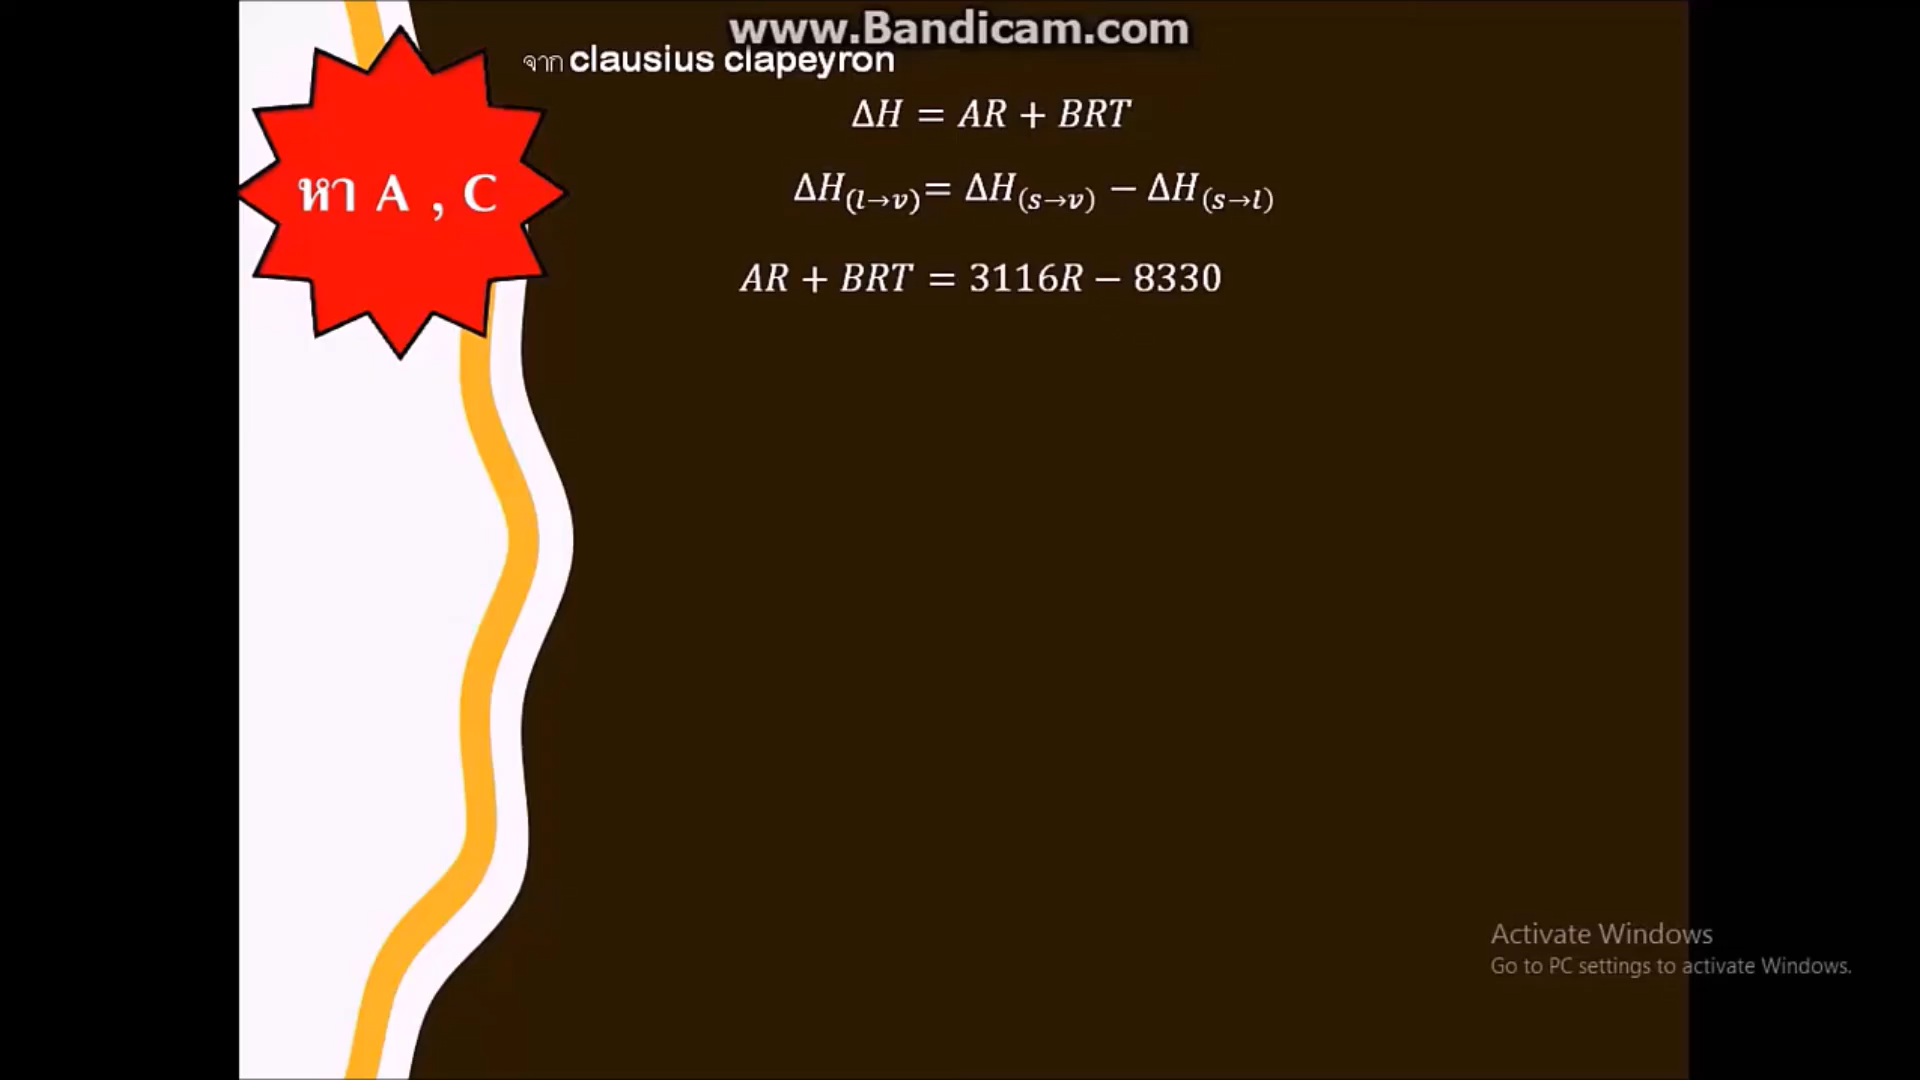 www.Bandicam.com
จาก clausius clapeyron
ΔH = AR + BRT
ΔH(l→v)= ΔH(s→v) − ΔH(s→l)
หา A , C
AR + BRT = 3116R − 8330
Activate Windows
Go to PC settings to activate Windows.